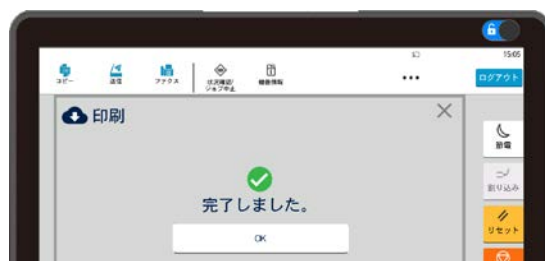 15:05
コピー
送信
ファクス
状況確認/
ジョブ中止
機器情報
...
ログアウト
印刷
完了しました。
OK
節電
割り込み
リセット